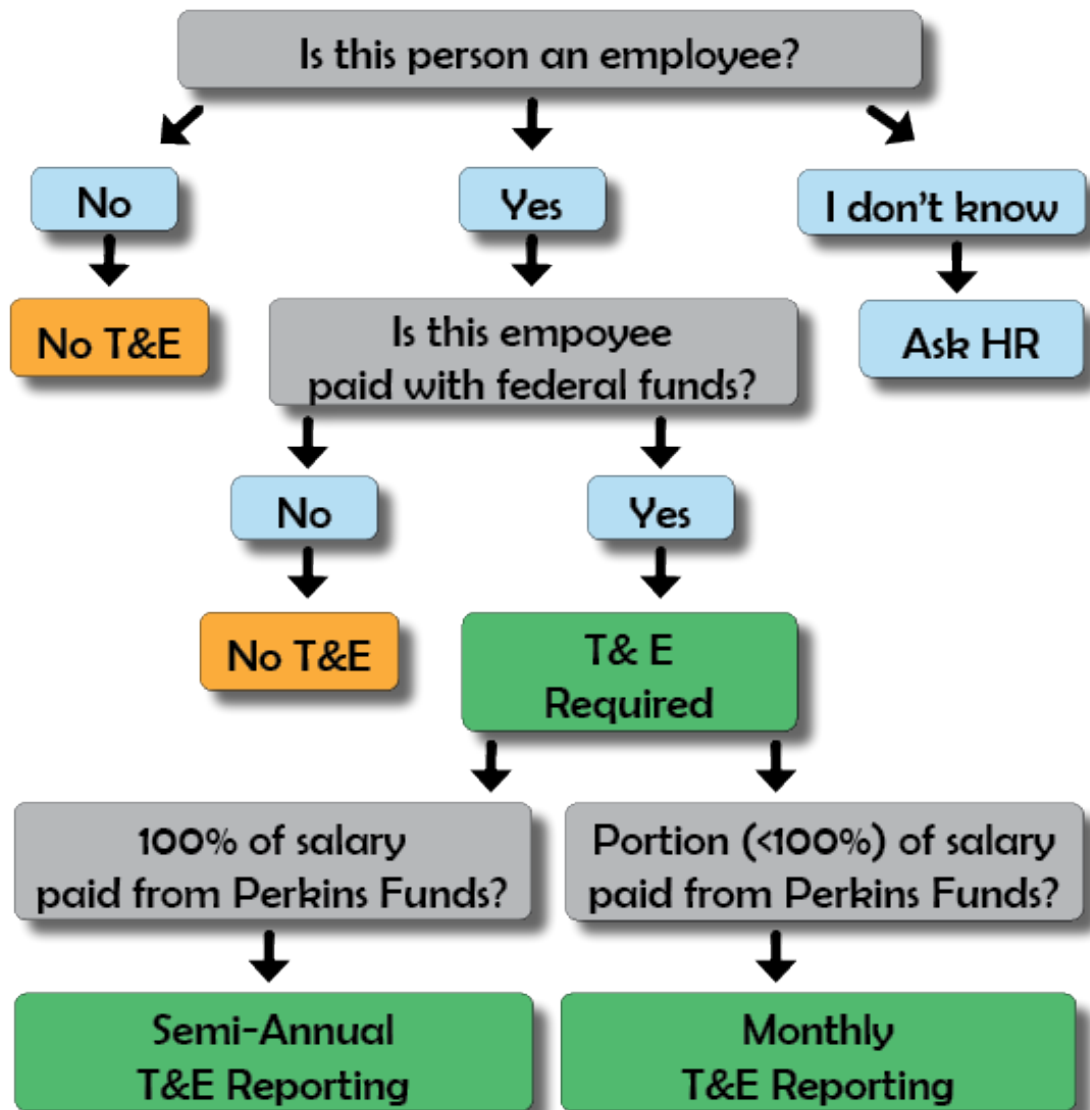 Is this person an employee?
No
Yes
I don't know
No T&E
Is this empoyee
paid with federal funds?
Ask HR
No
Yes
No T&E
T& E
Required
100% of salary
paid from Perkins Funds?
Portion (<100%) of salary
paid from Perkins Funds?
Semi-Annual
T&E Reporting
Monthly
T&E Reporting